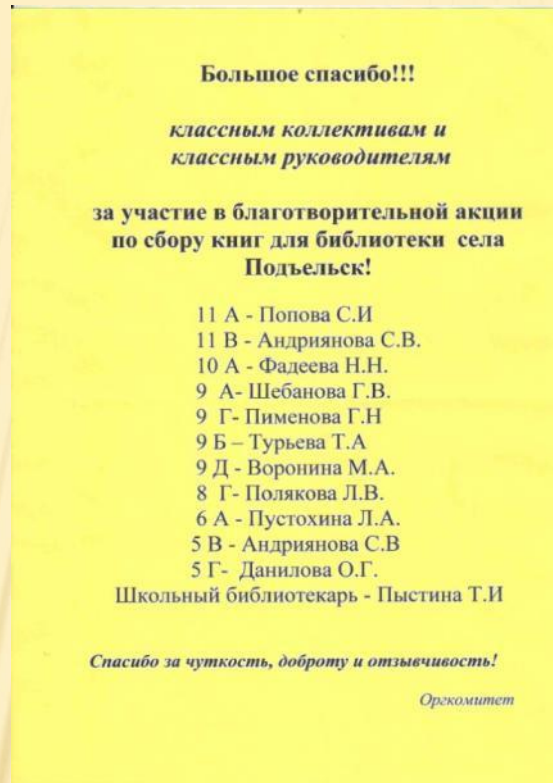 Большое спасибо!!!
классным коллективам и
классным руководителям
за участие в благотворительной акции
по сбору книг для библиотеки села
Подъельск!
11 А - Попова С.И
11 В - Андриянова С.В.
10 А - Фадеева Н.Н.
9 А- Шебанова Г.В.
9 Г- Пименова Г.Н
9 Б – Турьева Т.А
9 Д - Воронина М.А.
8 Г- Полякова Л.В.
6 А - Пустохина Л.А.
5 В - Андриянова С.В
5 Г- Данилова О.Г.
Школьный библиотекарь - Пыстина Т.И
Спасибо за чуткость, доброту и отзывчивость!
Оргкомитет